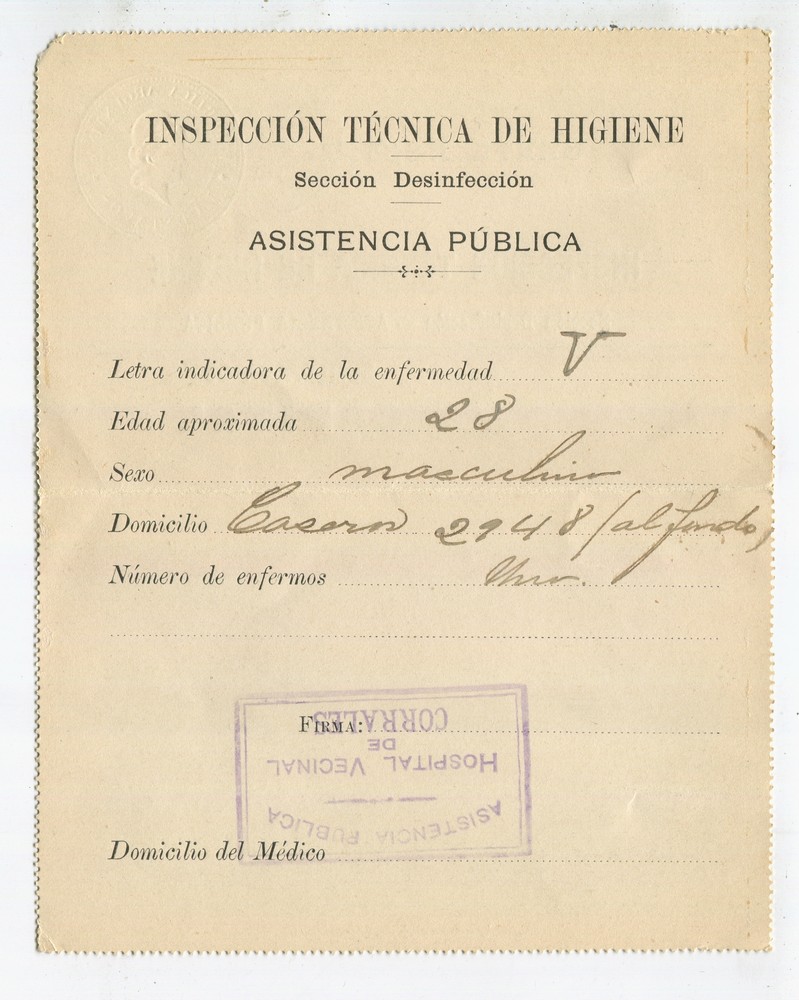 INSPECCIÓN TÉCNICA DE HIGIENE
Sección Desinfección
ASISTENCIA PÚBLICA
Letra indicadora de la enfermedad V
Edad aproximada 28
Sexo masculino
Domicilio Caseros 2948 (al fondo)
Número de enfermos Uno.
FIRMA:
ASISTENCIA PUBLICA
HOSPITAL VECINAL
DE
CORRALES
Domicilio del Médico